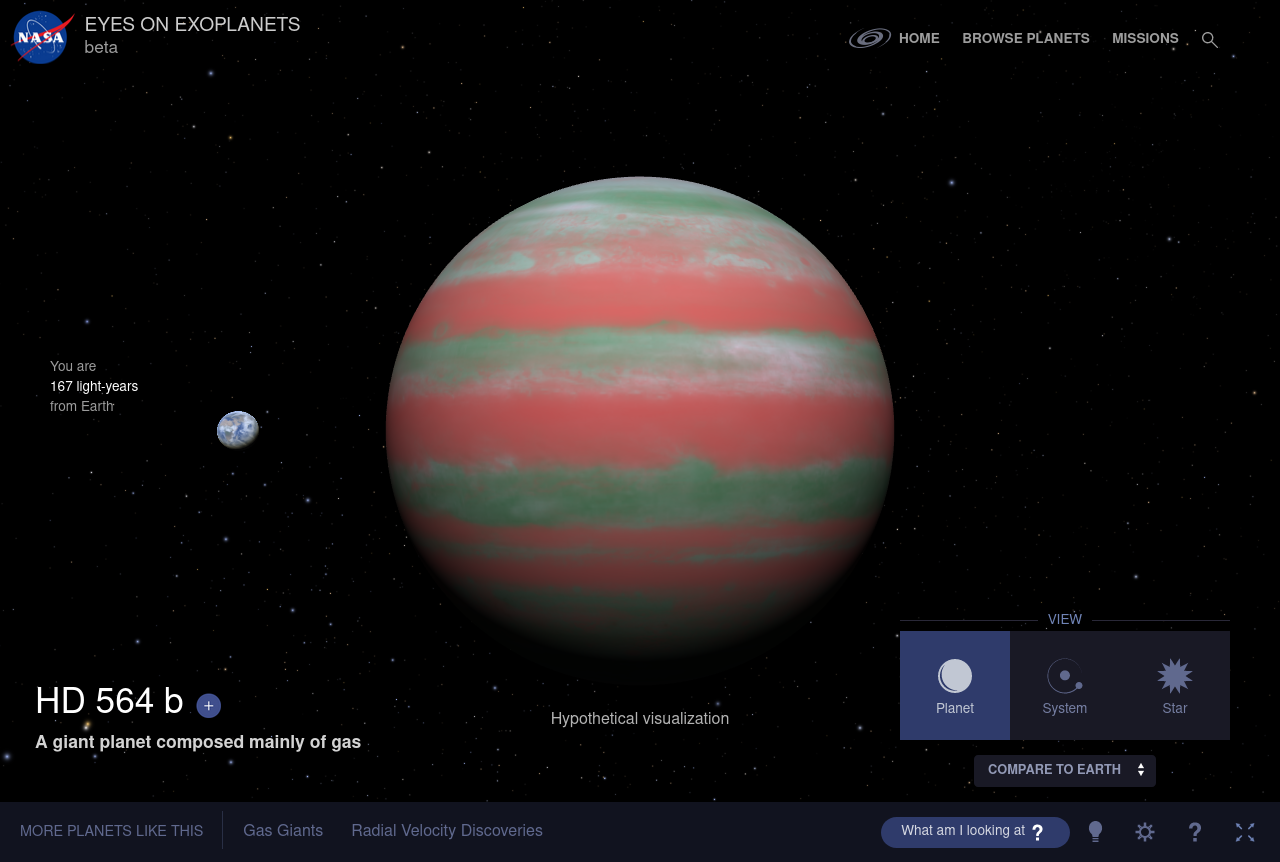 NASA
EYES ON EXOPLANETS
beta
HOME
BROWSE PLANETS
MISSIONS
You are
167 light-years
from Earth
VIEW
Planet
System
Star
HD 564 b +
A giant planet composed mainly of gas
Hypothetical visualization
COMPARE TO EARTH
MORE PLANETS LIKE THIS
Gas Giants
Radial Velocity Discoveries
What am I looking at ?
?